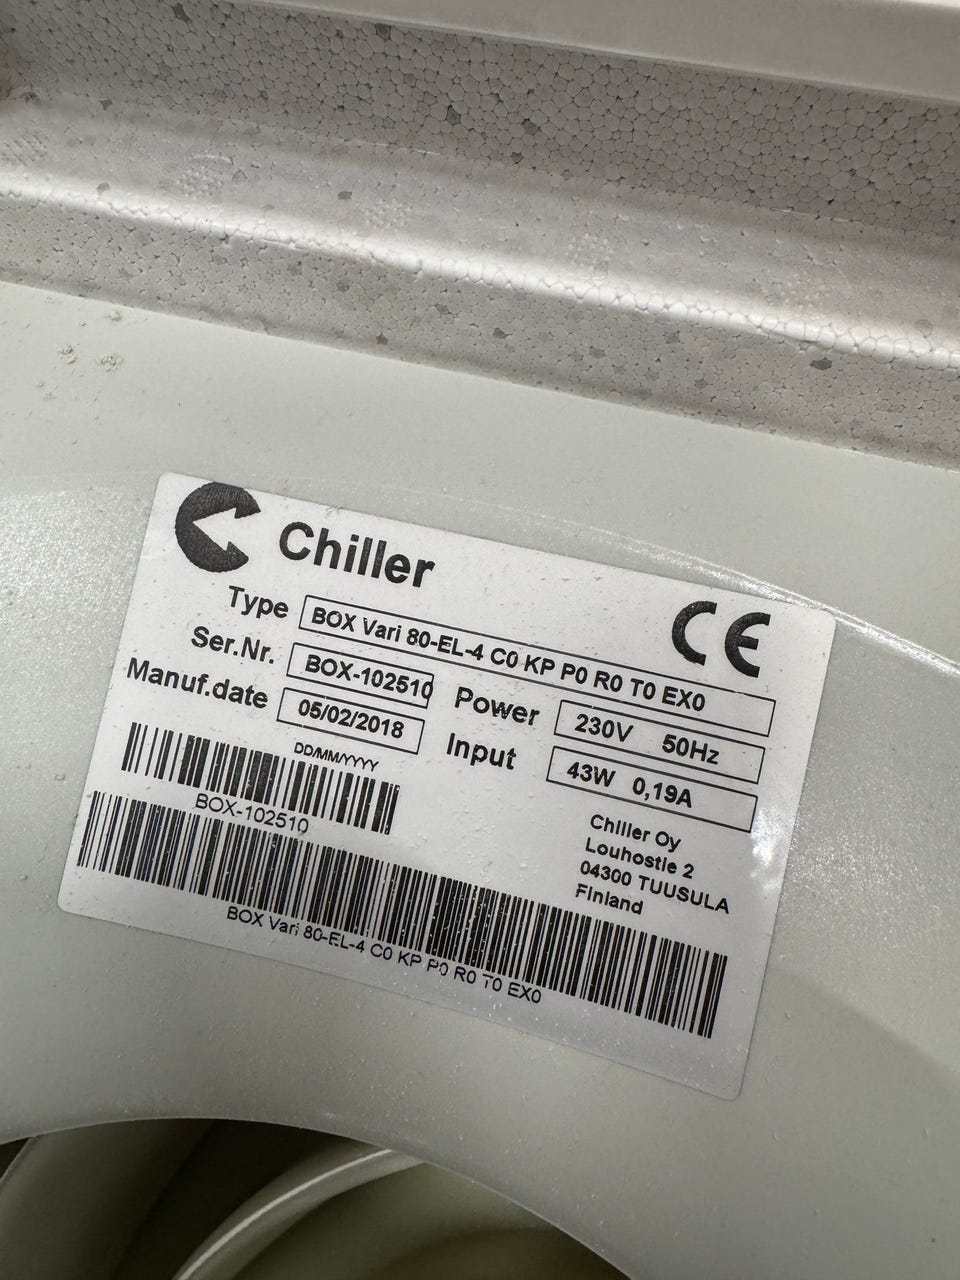 Chiller
CE
Type BOX Vari 80-EL-4 C0 KP P0 R0 T0 EX0
Ser.Nr. BOX-102510 Power 230V 50Hz
Manuf.date 05/02/2018 Input 43W 0,19A
DD/MM/YYYY
BOX-102510
Chiller Oy
Louhostie 2
04300 TUUSULA
Finland
BOX Vari 80-EL-4 C0 KP P0 R0 T0 EX0